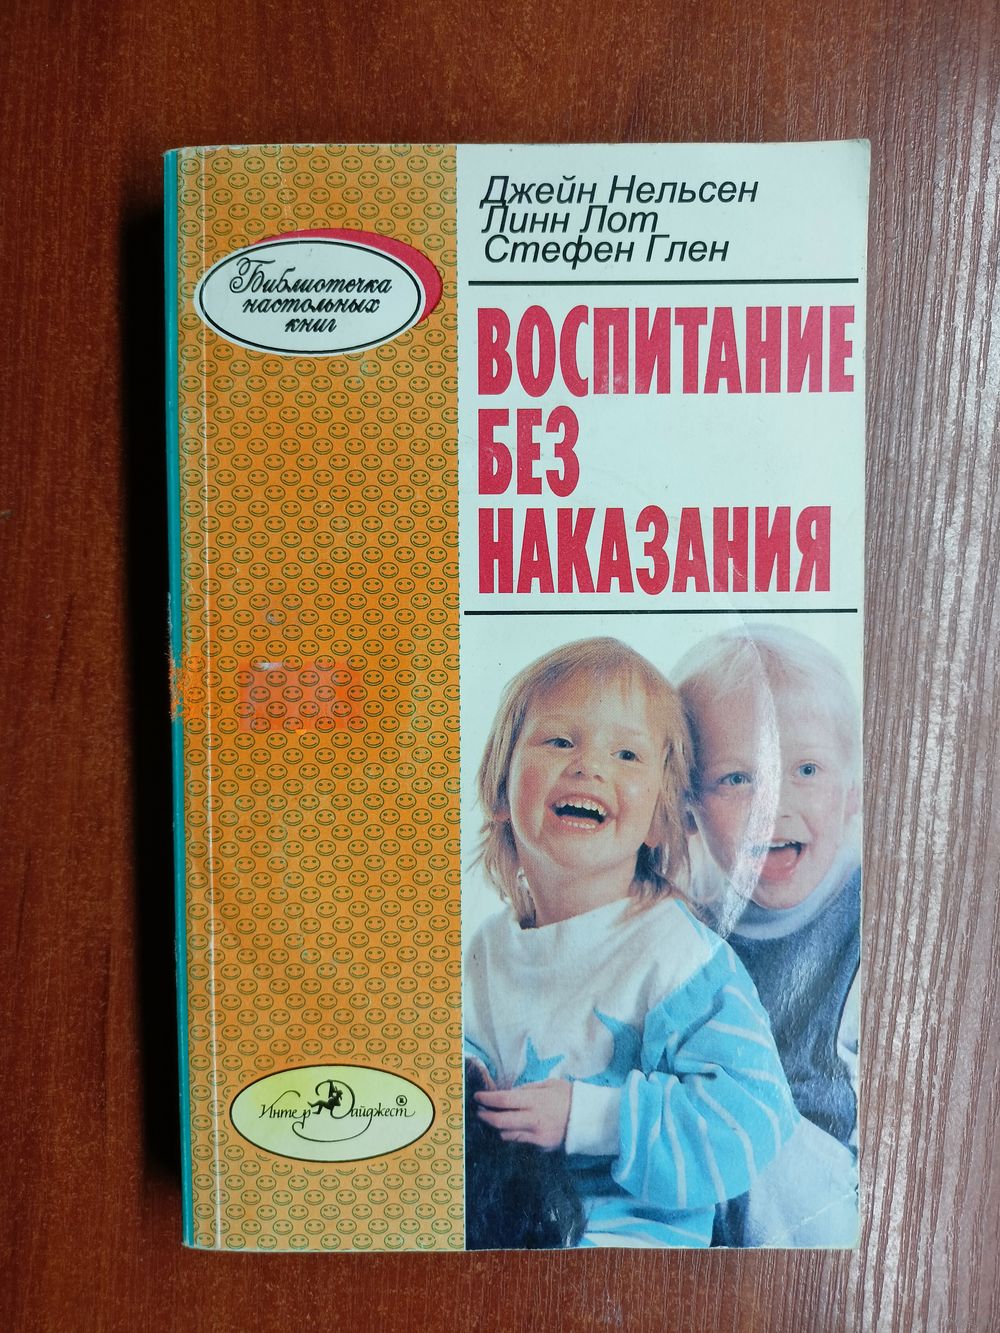 Джейн Нельсен
Линн Лот
Стефен Глен
Библиотечка
настольных
книг
ВОСПИТАНИЕ
БЕЗ
НАКАЗАНИЯ
Интер Дайджест ®